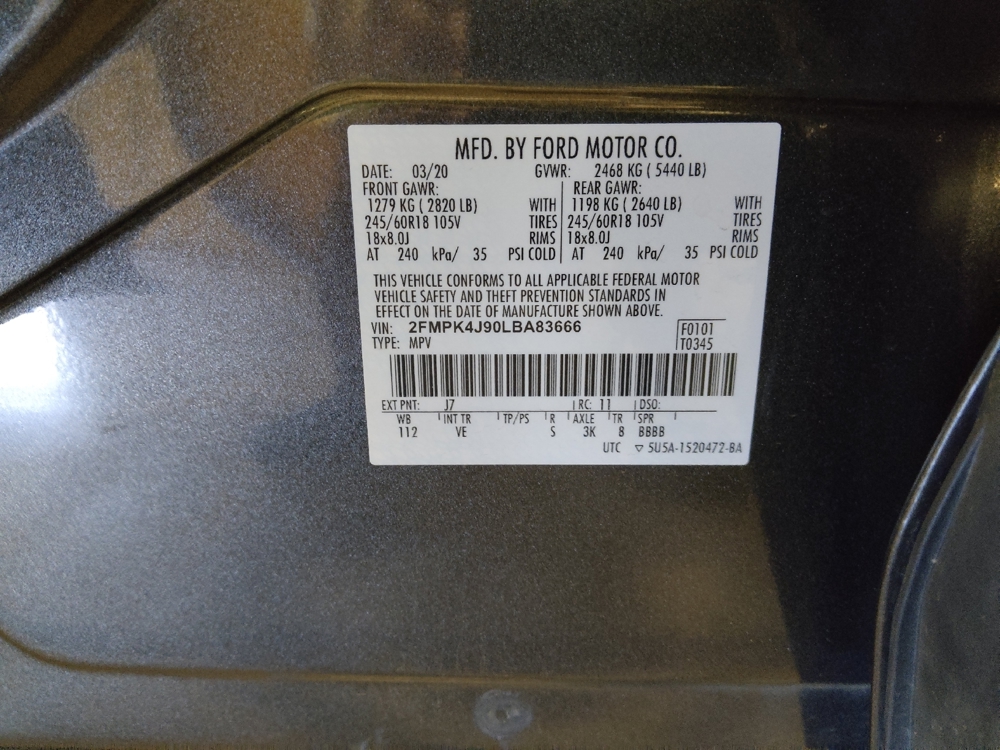 MFD. BY FORD MOTOR CO.
DATE: 03/20 GVWR: 2468 KG ( 5440 LB)
FRONT GAWR: REAR GAWR:
1279 KG ( 2820 LB) WITH 1198 KG ( 2640 LB) WITH
245/60R18 105V TIRES 245/60R18 105V TIRES
18x8.0J RIMS 18x8.0J RIMS
AT 240 kPa/ 35 PSI COLD AT 240 kPa/ 35 PSI COLD
THIS VEHICLE CONFORMS TO ALL APPLICABLE FEDERAL MOTOR
VEHICLE SAFETY AND THEFT PREVENTION STANDARDS IN
EFFECT ON THE DATE OF MANUFACTURE SHOWN ABOVE.
VIN: 2FMPK4J90LBA83666 F0101
TYPE: MPV T0345
EXT PNT: J7 RC: 11 DSO:
WB INT TR TP/PS R AXLE TR SPR
112 VE S 3K 8 BBBB
UTC ▽ 5U5A-1520472-BA